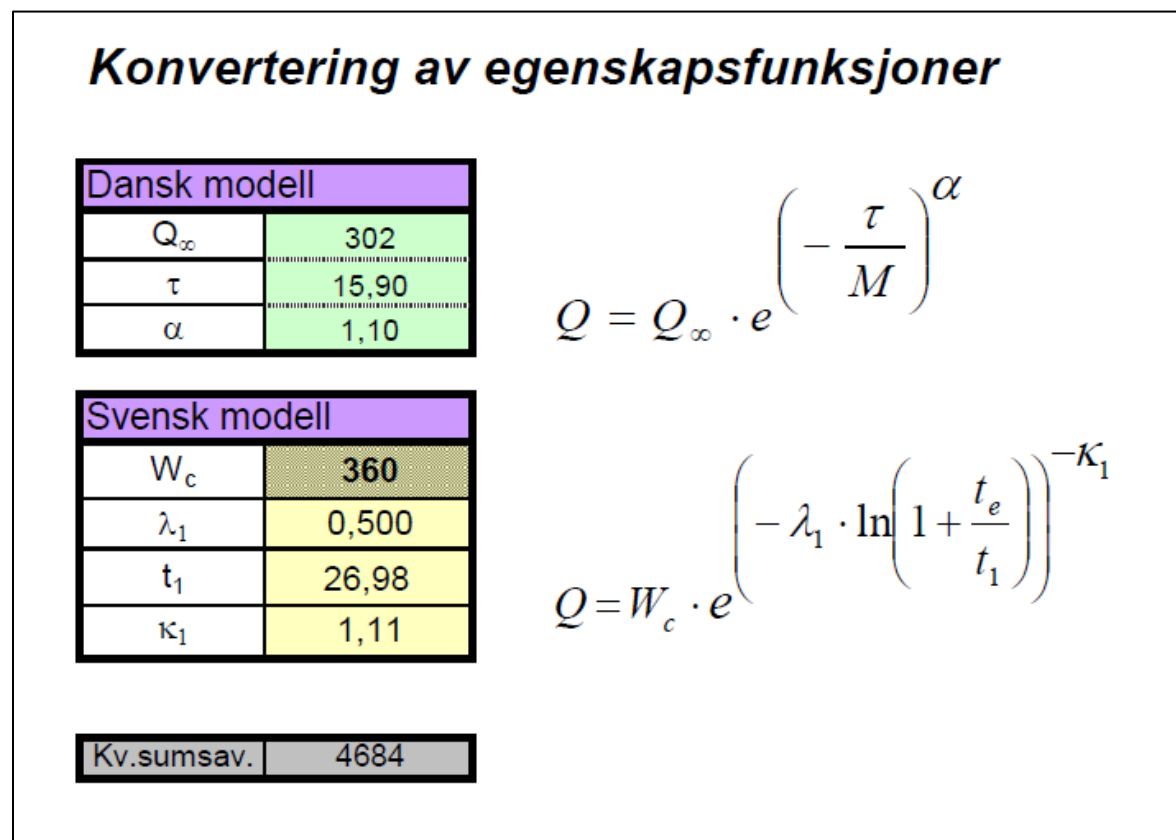 Konvertering av egenskapsfunksjoner
Dansk modell
Q∞ 302
τ 15,90
α 1,10
Q = Q∞ · e^(− τ/M)^α
Svensk modell
Wc 360
λ1 0,500
t1 26,98
κ1 1,11
Q = Wc · e^(− λ1 · ln(1 + te/t1))^−κ1
Kv.sumsav. 4684